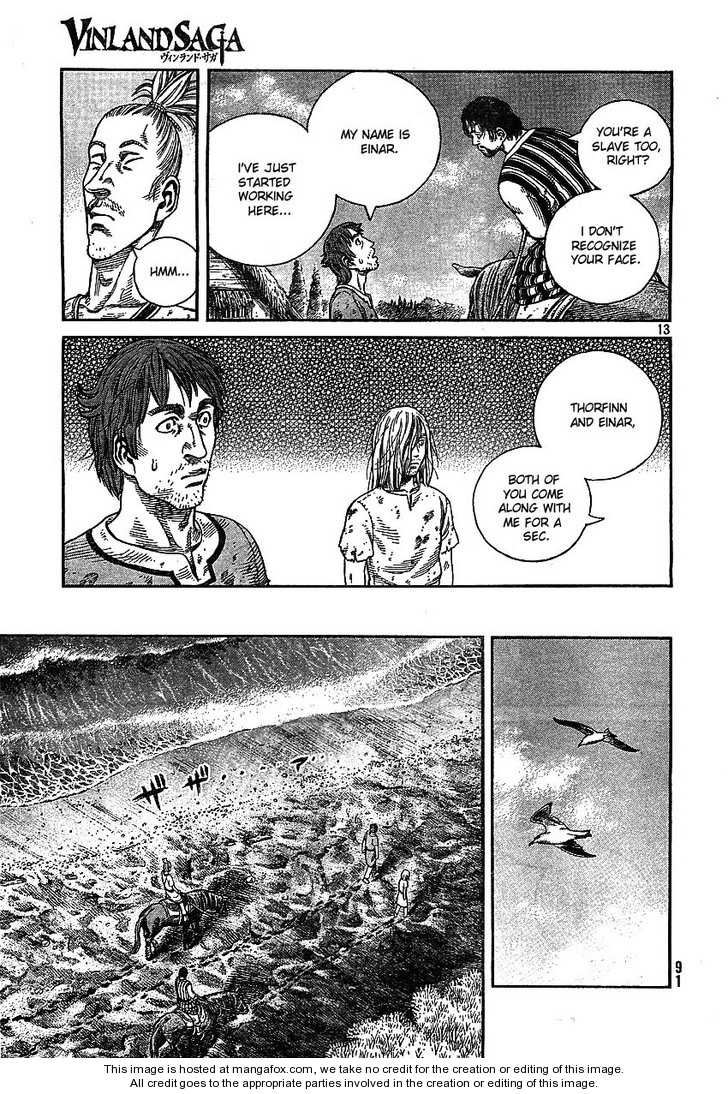 VINLAND SAGA
ヴィンランド・サガ
YOU'RE A
SLAVE TOO,
RIGHT?
I DON'T
RECOGNIZE
YOUR FACE.
MY NAME IS
EINAR.
I'VE JUST
STARTED
WORKING
HERE...
HMM...
13
THORFINN
AND EINAR,
BOTH OF
YOU COME
ALONG WITH
ME FOR A
SEC.
ザッ
ザッ
91
This image is hosted at mangafox.com, we take no credit for the creation or editing of this image.
All credit goes to the appropriate parties involved in the creation or editing of this image.